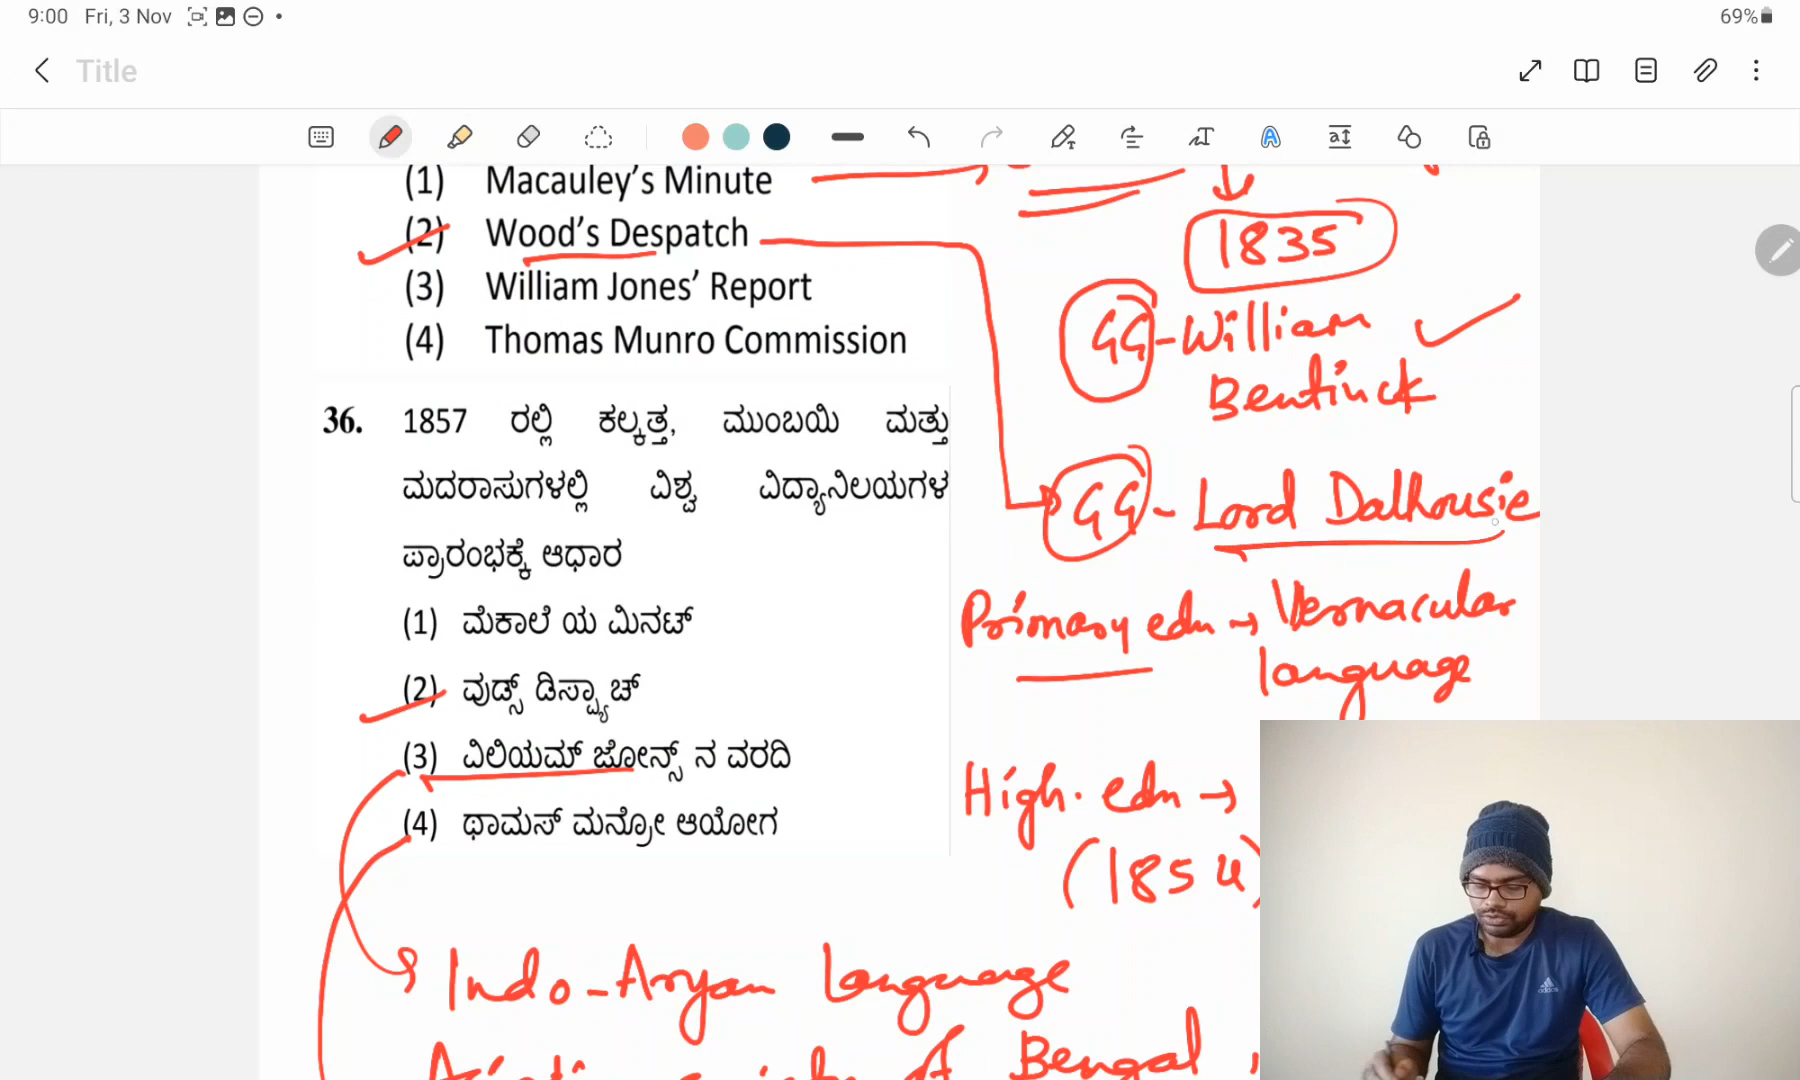 9:00 Fri, 3 Nov
69%
Title
(1) Macauley's Minute
(2) Wood's Despatch
(3) William Jones' Report
(4) Thomas Munro Commission
1835
GG - William
Bentinck
GG - Lord Dalhousie
Primary edn → Vernacular
language
High. edn →
(1854)
36. 1857 ರಲ್ಲಿ ಕಲ್ಕತ್ತ, ಮುಂಬಯಿ ಮತ್ತು
ಮದರಾಸುಗಳಲ್ಲಿ ವಿಶ್ವ ವಿದ್ಯಾನಿಲಯಗಳ
ಪ್ರಾರಂಭಕ್ಕೆ ಆಧಾರ
(1) ಮೆಕಾಲೆ ಯ ಮಿನಟ್
(2) ವುಡ್ಸ್ ಡಿಸ್ಪ್ಯಾಚ್
(3) ವಿಲಿಯಮ್ ಜೋನ್ಸ್ ನ ವರದಿ
(4) ಥಾಮಸ್ ಮನ್ರೋ ಆಯೋಗ
Indo-Aryan Language
of Bengal
adidas